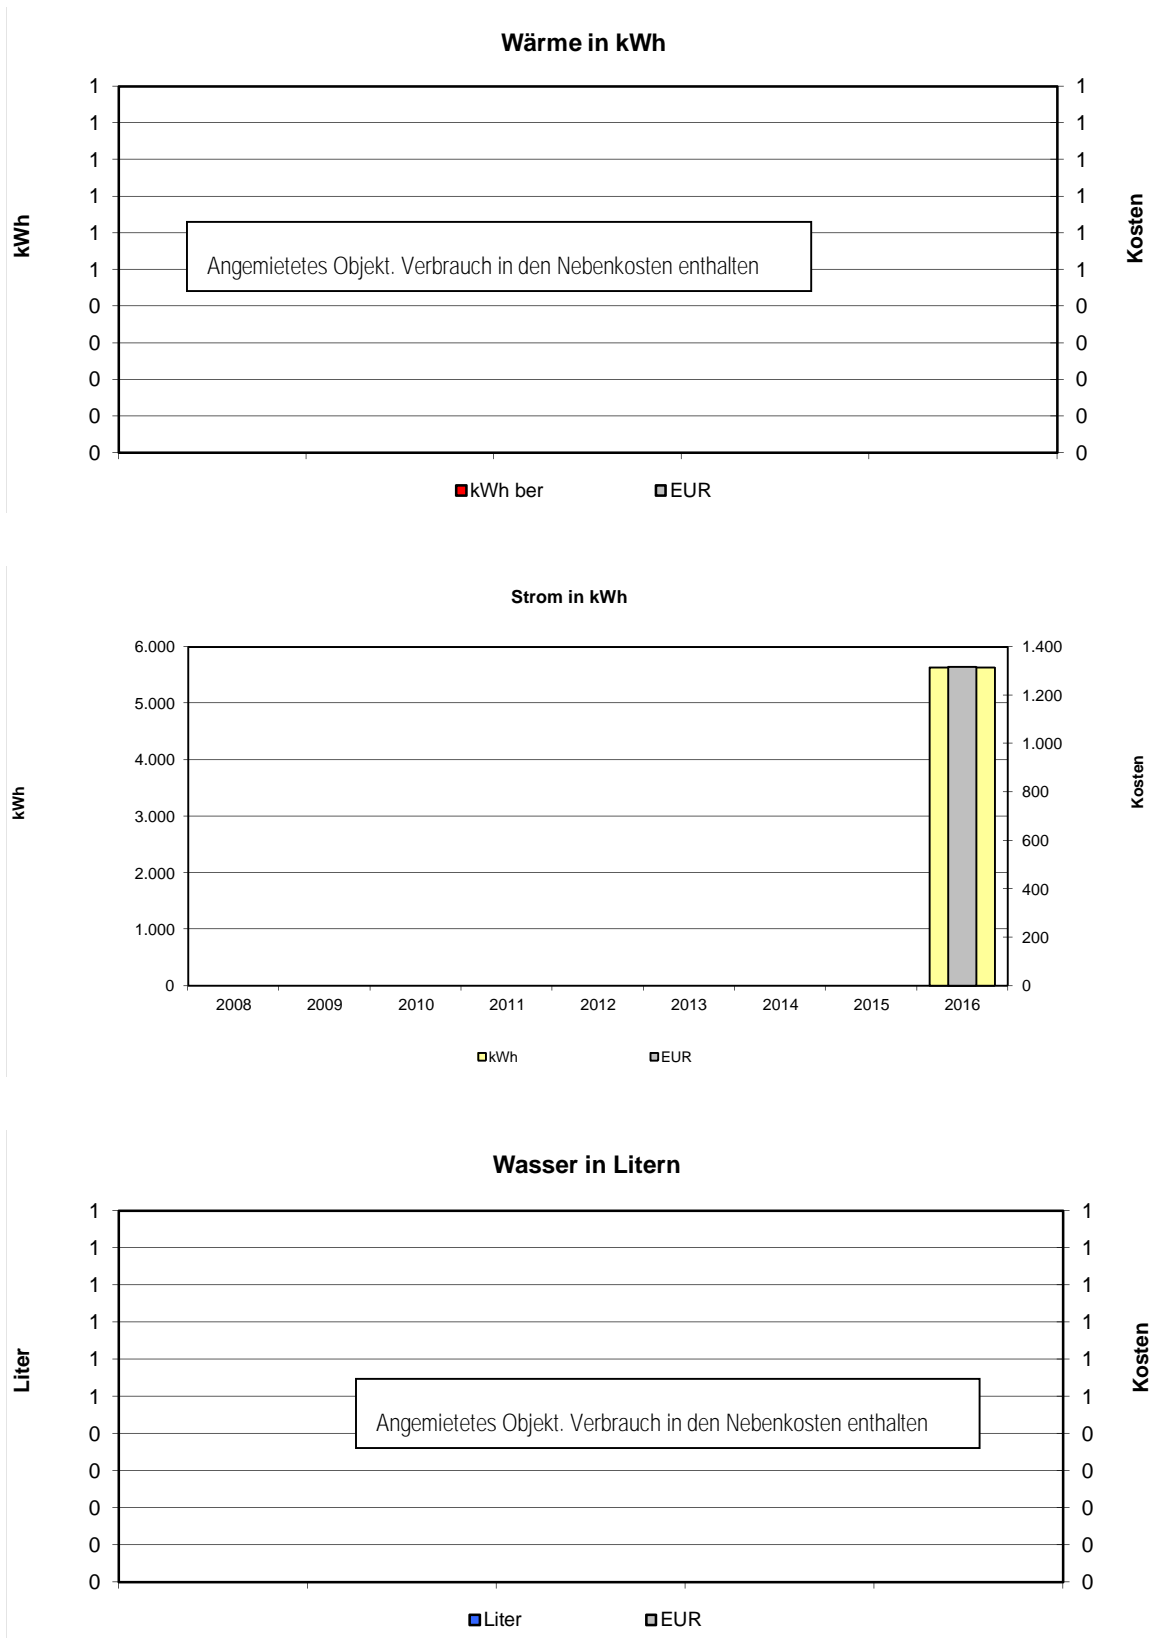 Wärme in kWh
1 1
1 1
1 1
1 1
1 1
1 1
0 0
0 0
0 0
0 0
0 0
kWh
Kosten
Angemietetes Objekt. Verbrauch in den Nebenkosten enthalten
kWh ber EUR
Strom in kWh
6.000 1.400
5.000 1.200
4.000 1.000
3.000 800
2.000 600
1.000 400
0 200
0
kWh
Kosten
2008 2009 2010 2011 2012 2013 2014 2015 2016
kWh EUR
Wasser in Litern
1 1
1 1
1 1
1 1
1 1
1 1
0 0
0 0
0 0
0 0
0 0
Liter
Kosten
Angemietetes Objekt. Verbrauch in den Nebenkosten enthalten
Liter EUR